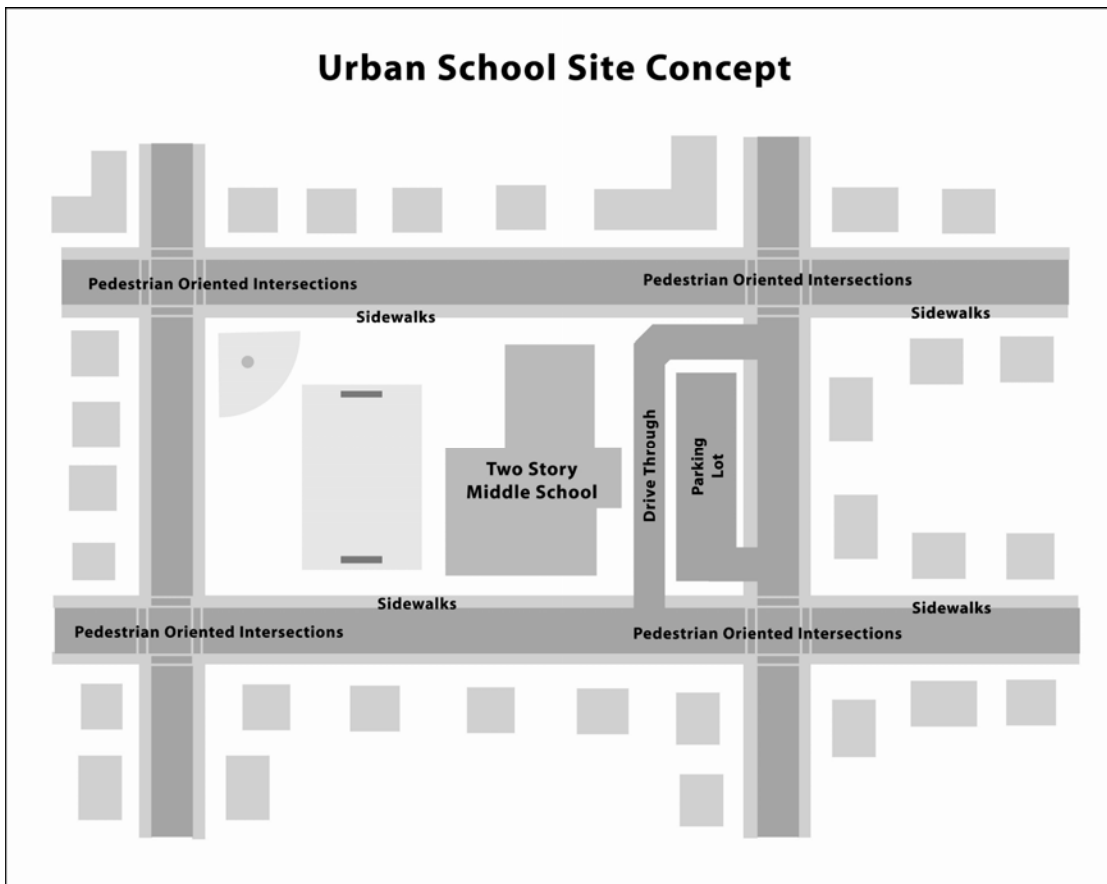 Urban School Site Concept
Pedestrian Oriented Intersections
Pedestrian Oriented Intersections
Sidewalks
Sidewalks
Two Story
Middle School
Drive Through
Parking
Lot
Sidewalks
Sidewalks
Pedestrian Oriented Intersections
Pedestrian Oriented Intersections